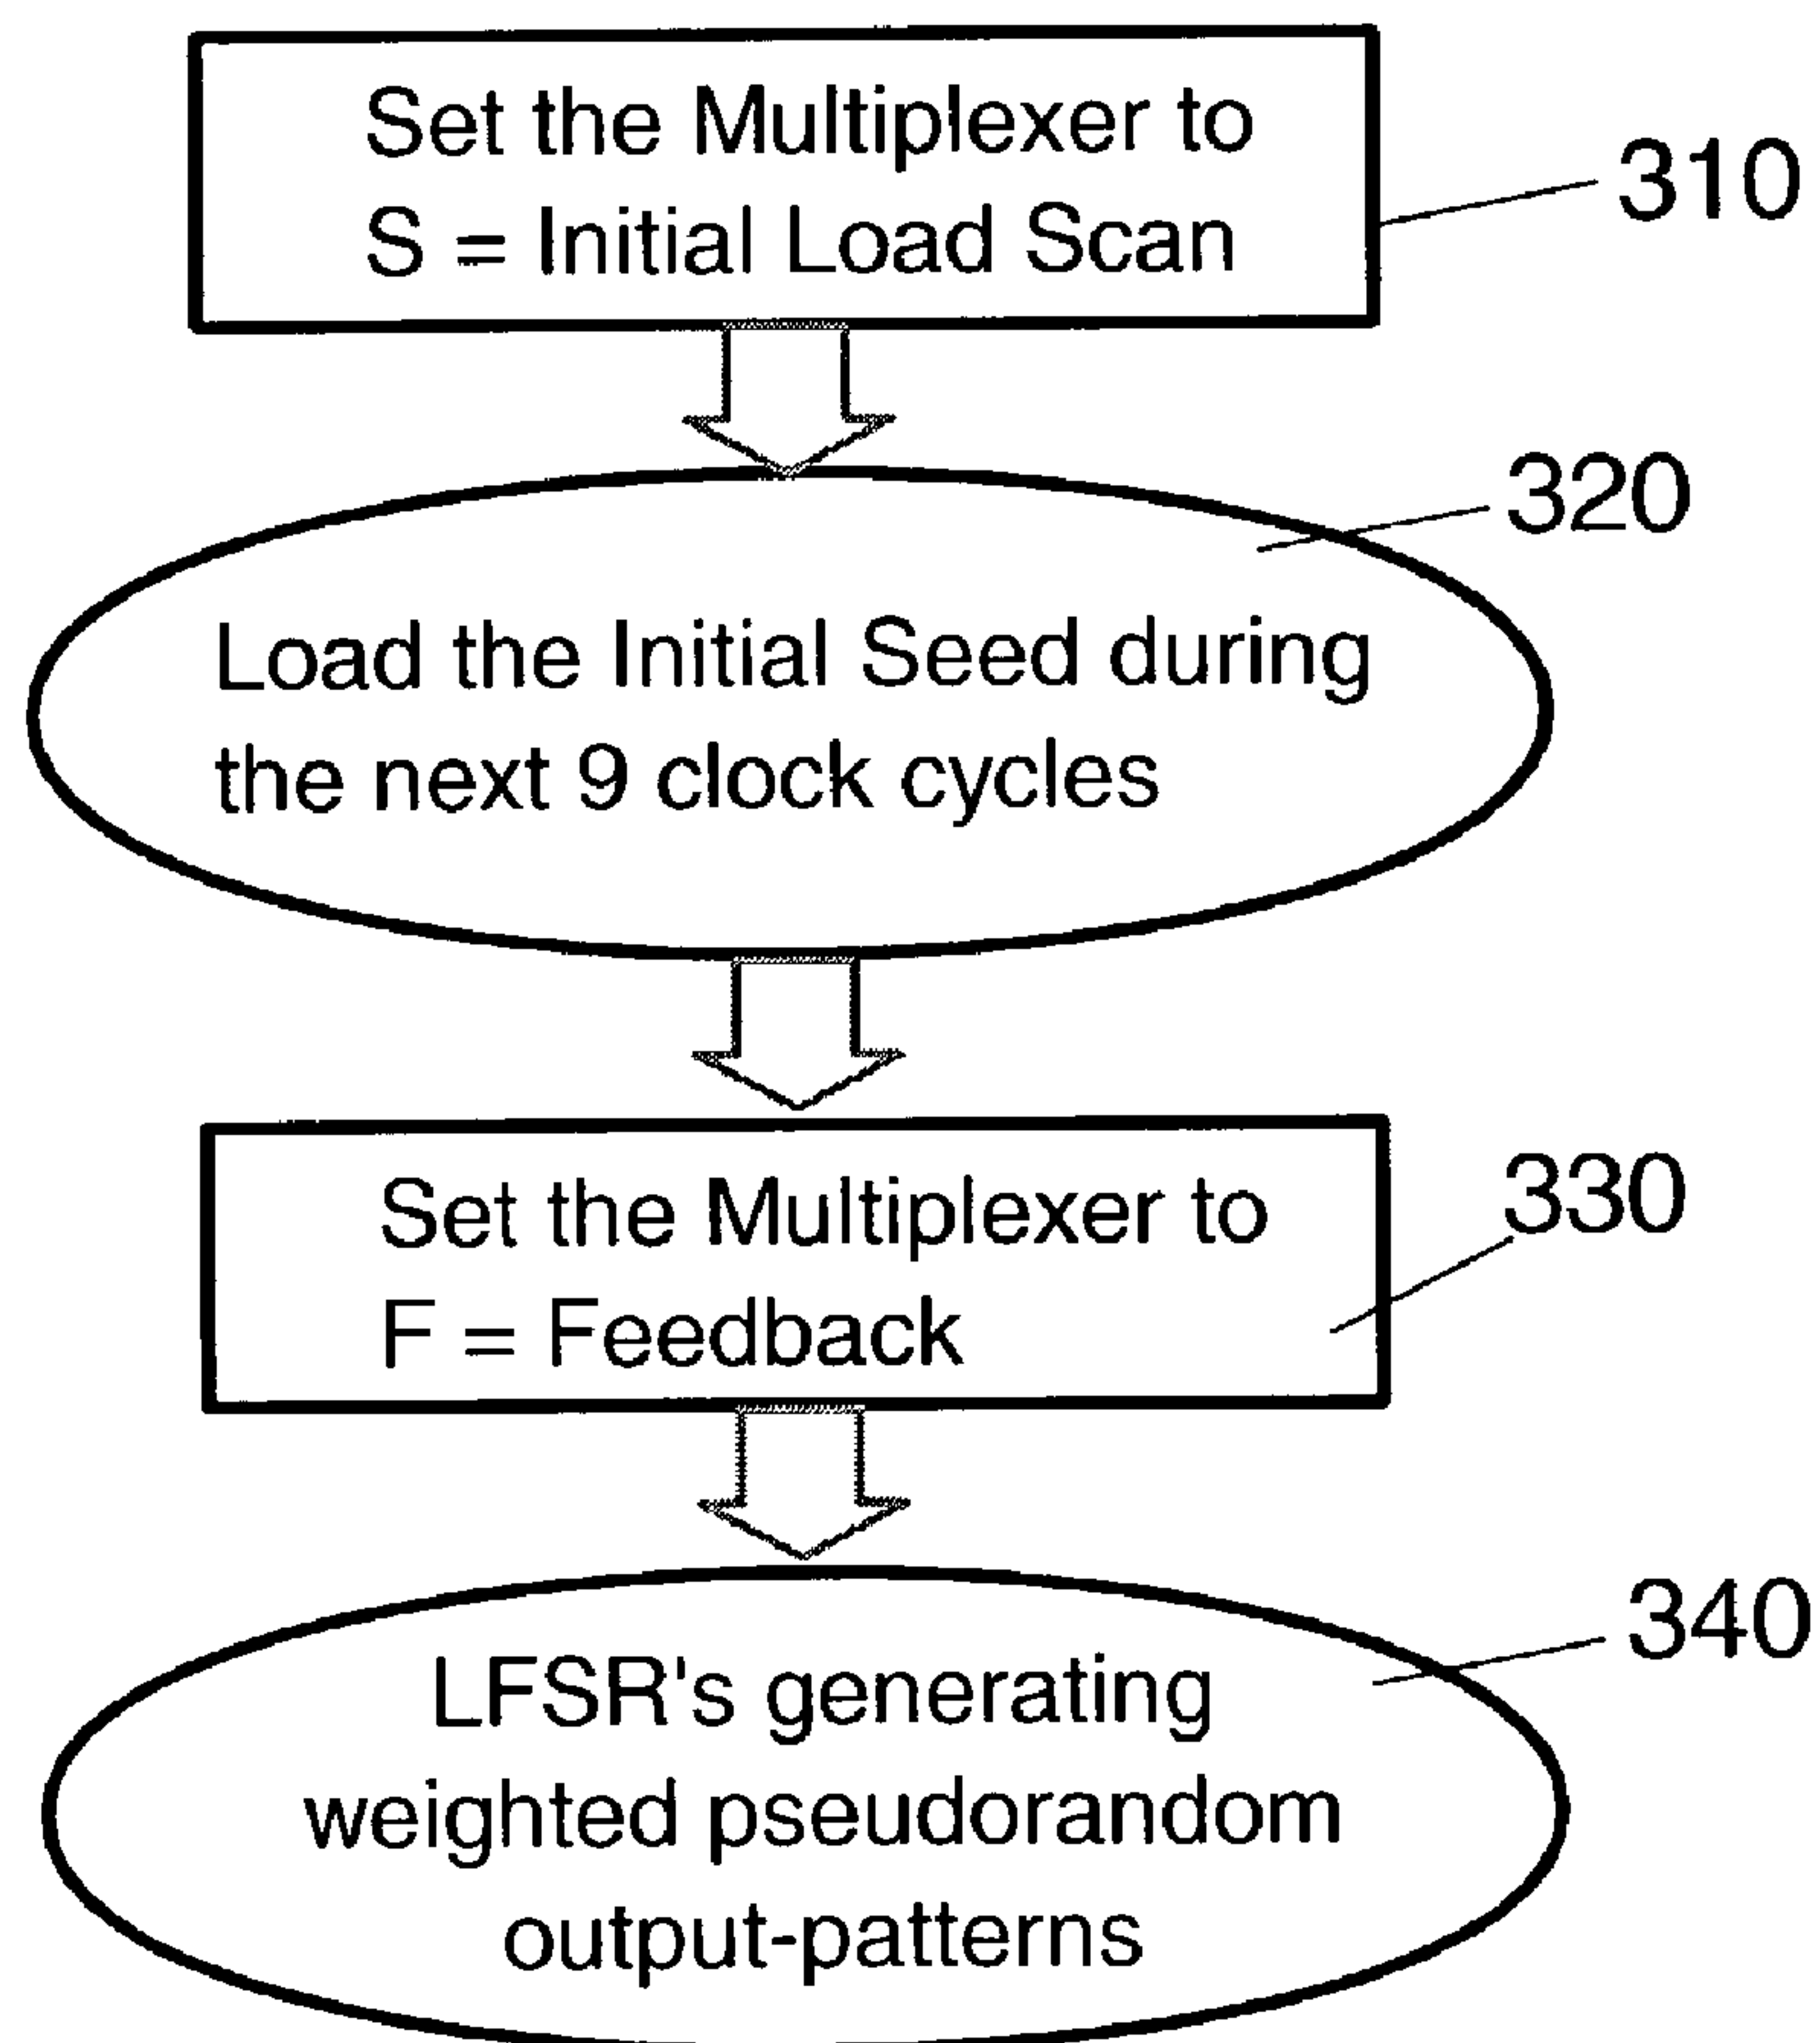 Set the Multiplexer to
S = Initial Load Scan
310
320
Load the Initial Seed during
the next 9 clock cycles
330
Set the Multiplexer to
F = Feedback
340
LFSR's generating
weighted pseudorandom
output-patterns